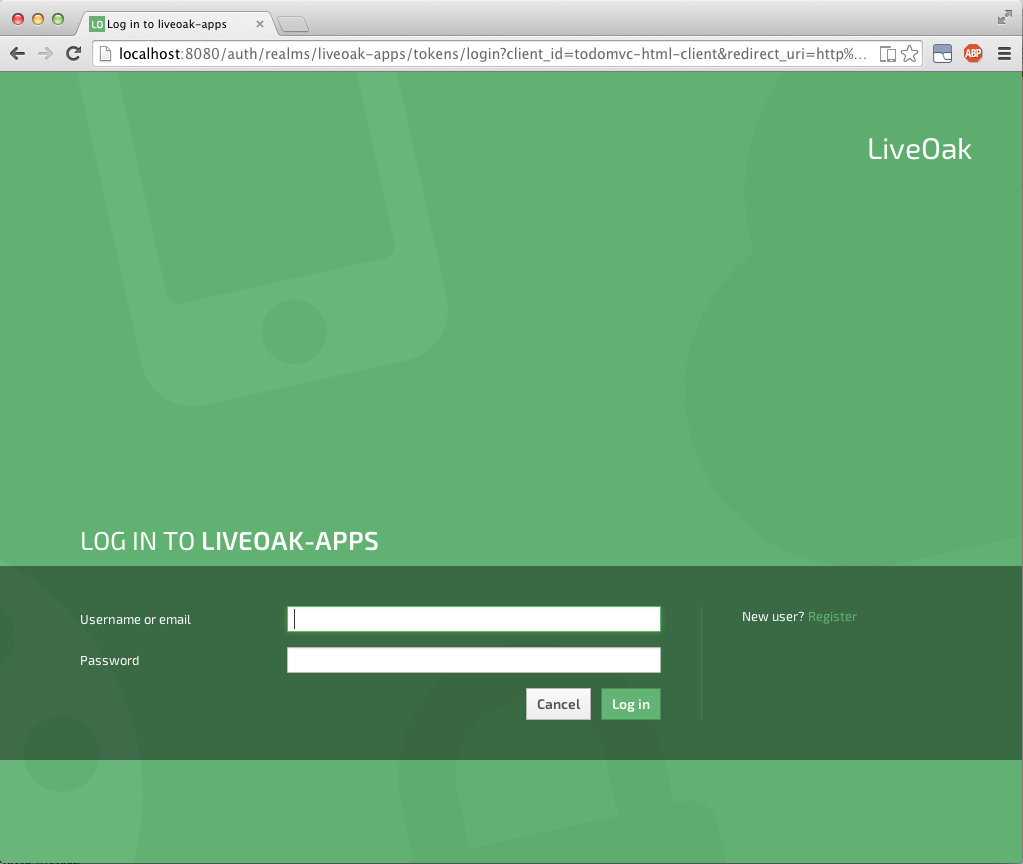 LO Log in to liveoak-apps
localhost:8080/auth/realms/liveoak-apps/tokens/login?client_id=todomvc-html-client&redirect_uri=http%...
ABP
LiveOak
LOG IN TO LIVEOAK-APPS
Username or email
New user? Register
Password
Cancel
Log in